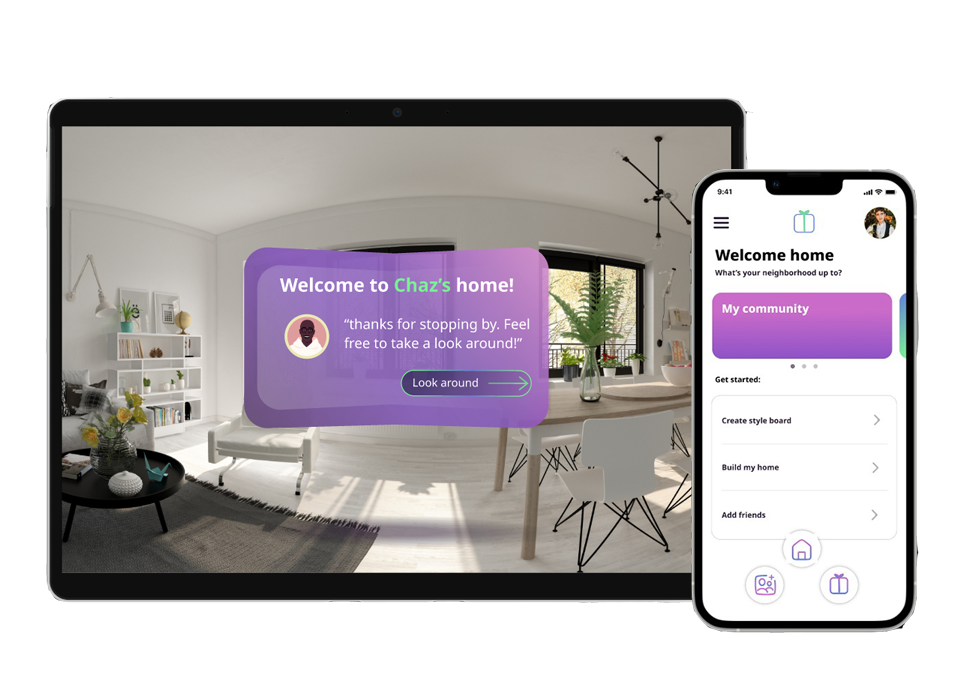 Welcome to Chaz's home!
“thanks for stopping by. Feel
free to take a look around!”
Look around
9:41
Welcome home
What's your neighborhood up to?
My community
Get started:
Create style board
Build my home
Add friends